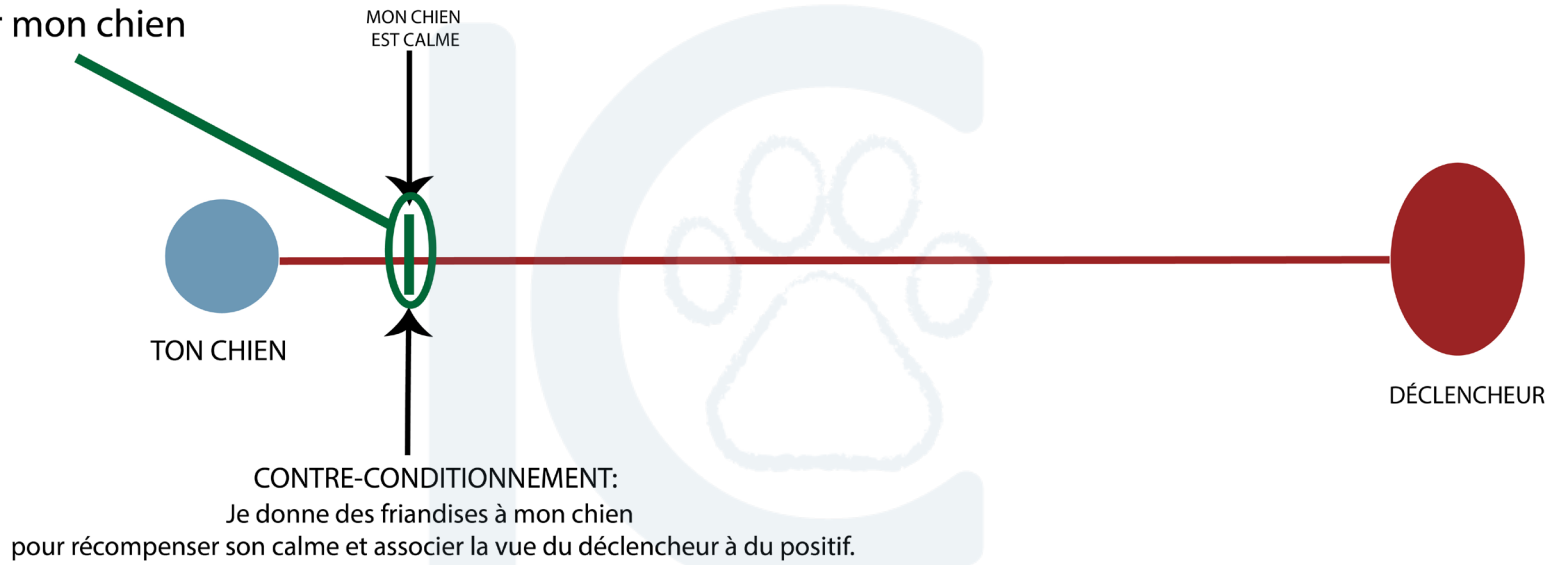 mon chien
MON CHIEN
EST CALME
TON CHIEN
DÉCLENCHEUR
CONTRE-CONDITIONNEMENT:
Je donne des friandises à mon chien
pour récompenser son calme et associer la vue du déclencheur à du positif.